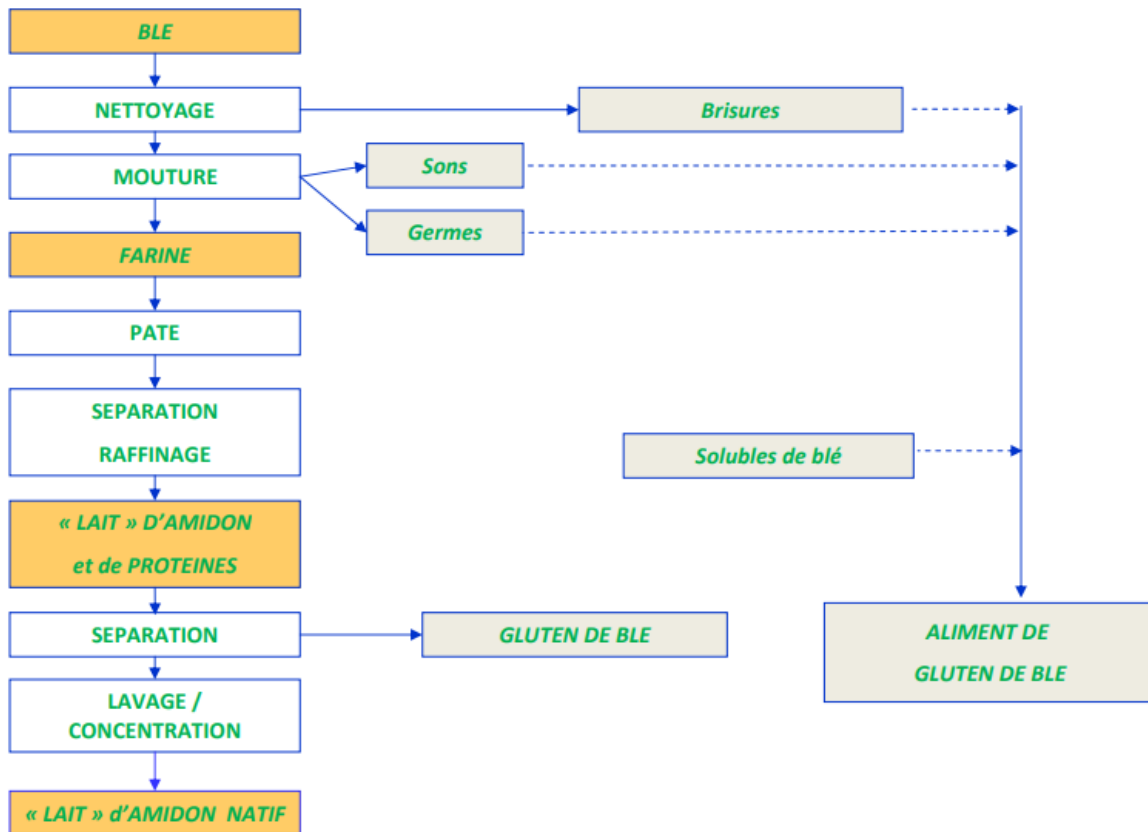 BLE
NETTOYAGE
Brisures
MOUTURE
Sons
Germes
FARINE
PATE
SEPARATION
RAFFINAGE
Solubles de blé
« LAIT » D’AMIDON
et de PROTEINES
SEPARATION
GLUTEN DE BLE
ALIMENT DE
GLUTEN DE BLE
LAVAGE /
CONCENTRATION
« LAIT » d’AMIDON NATIF